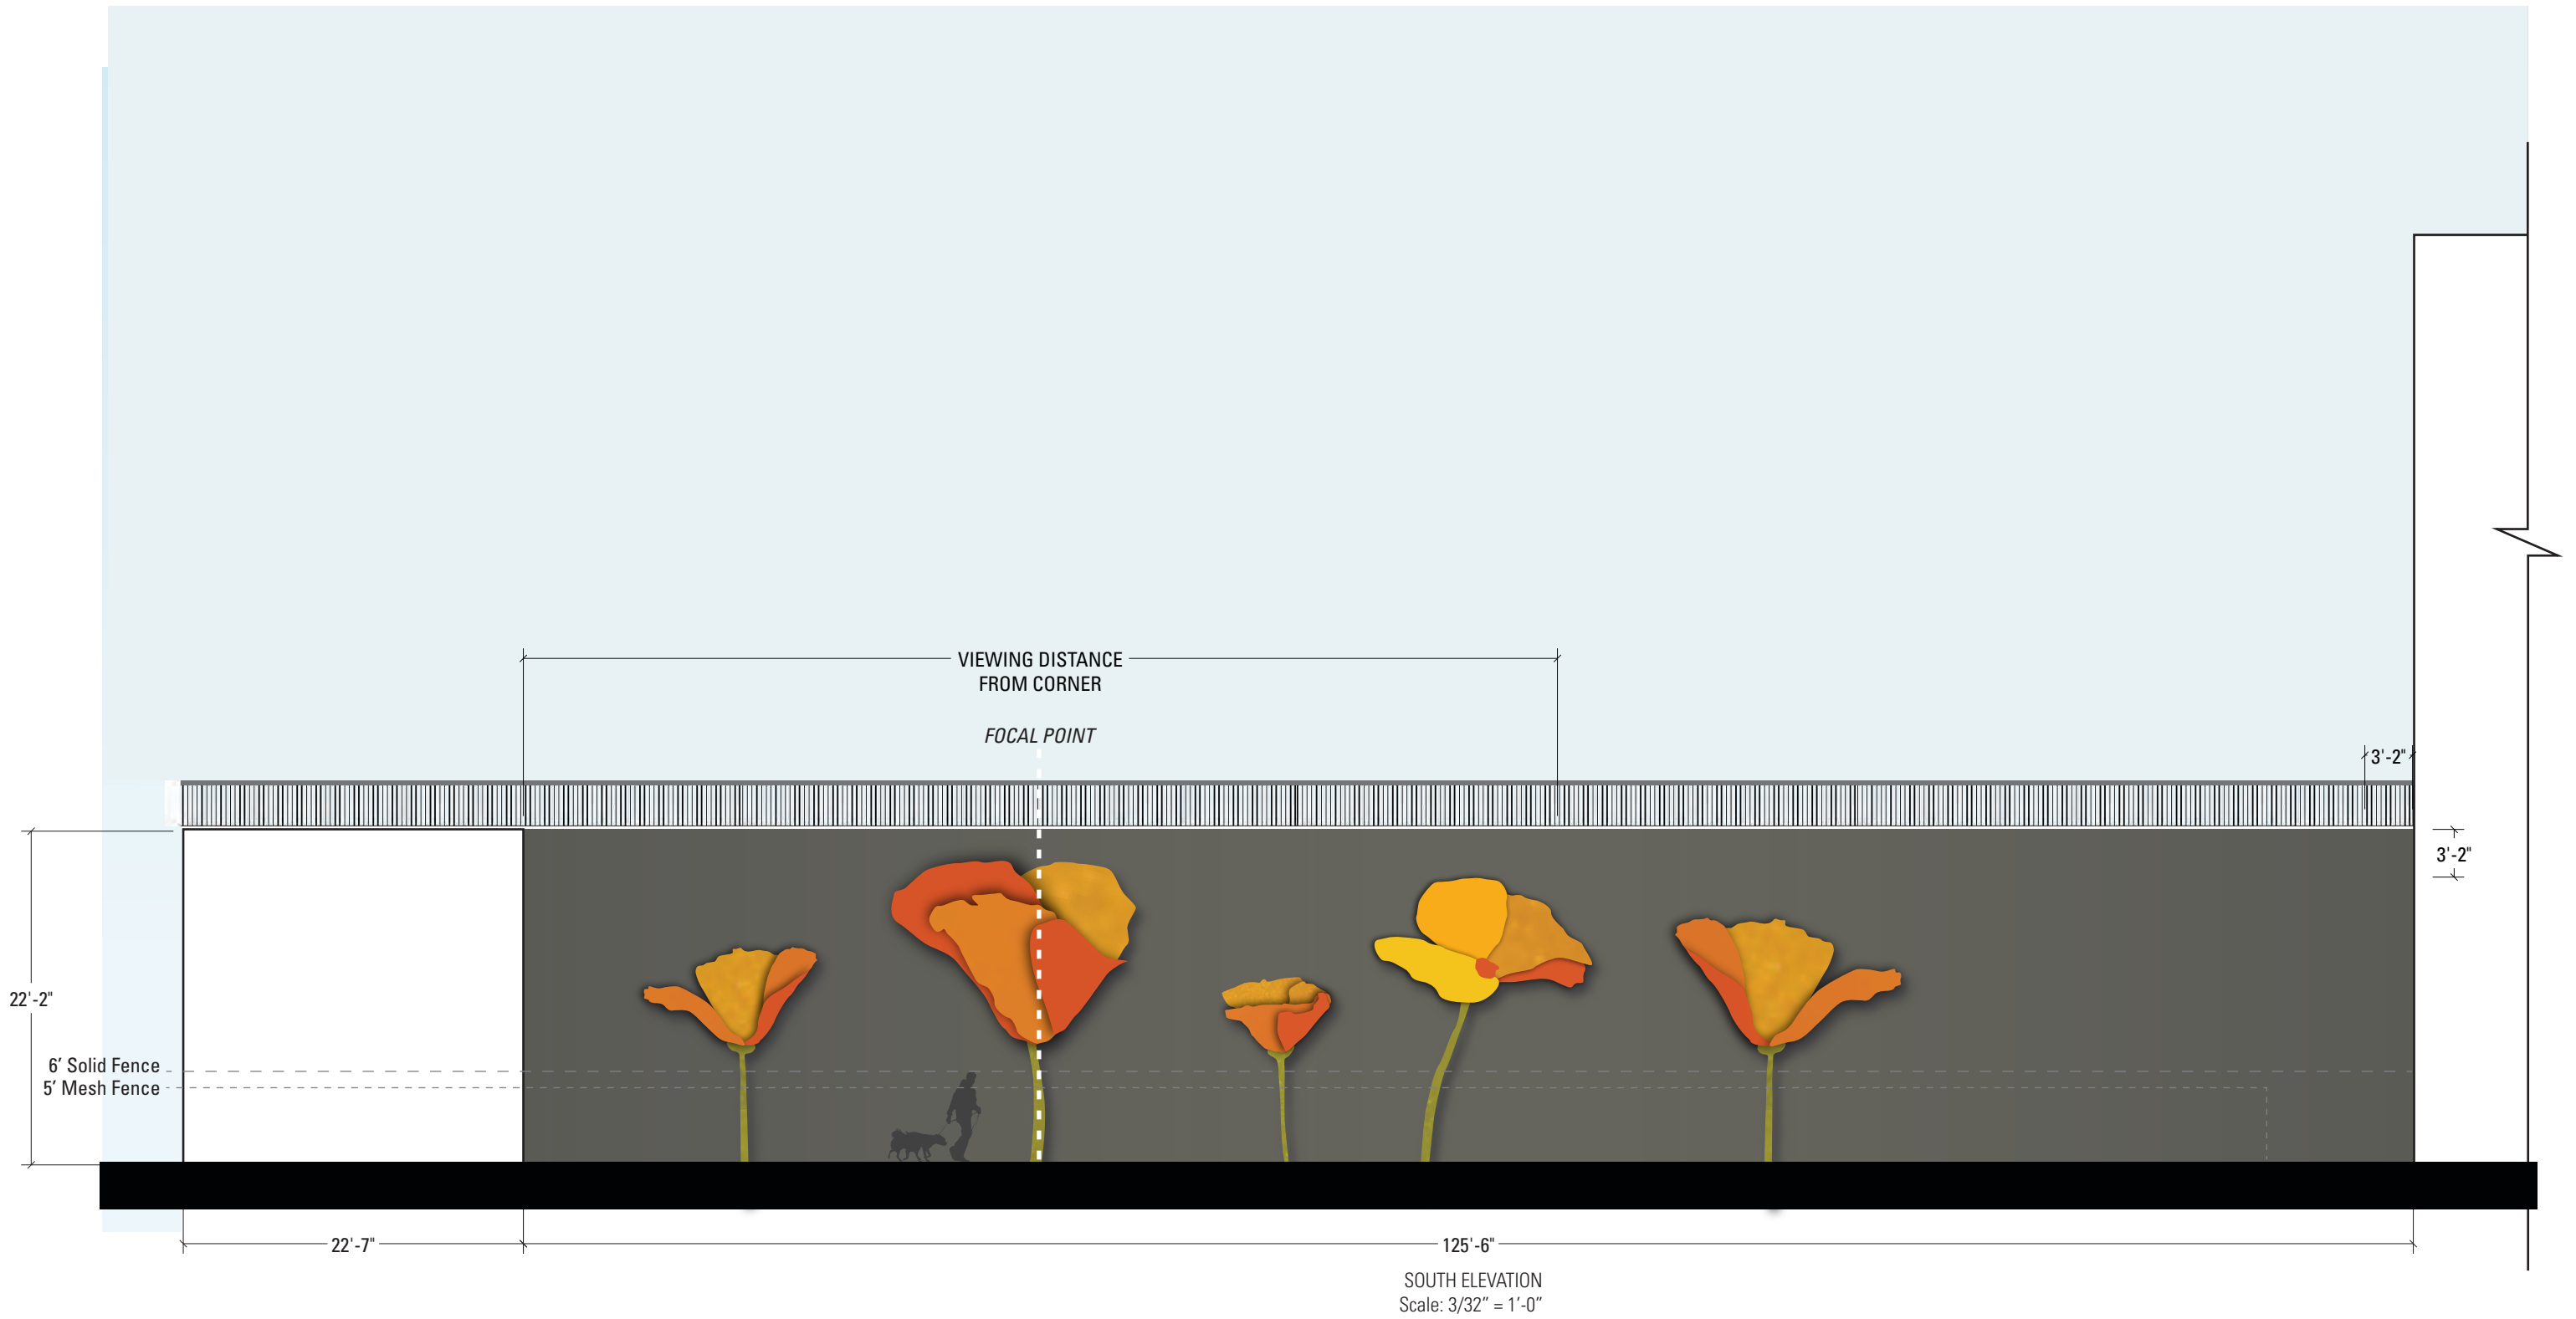 VIEWING DISTANCE
FROM CORNER
FOCAL POINT
3'-2"
3'-2"
22'-2"
6’ Solid Fence
5’ Mesh Fence
22'-7"
125'-6"
SOUTH ELEVATION
Scale: 3/32” = 1’-0”